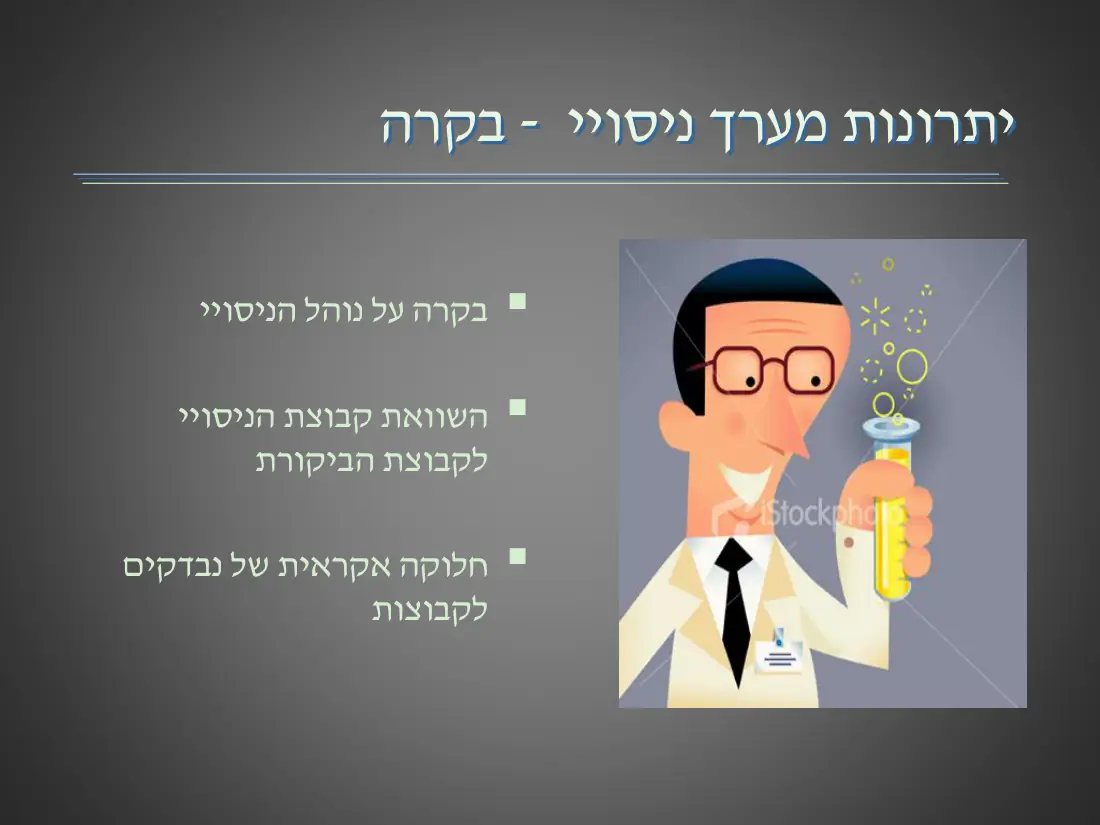 יתרונות מערך ניסויי - בקרה
בקרה על נוהל הניסויי
השוואת קבוצת הניסויי
לקבוצת הביקורת
חלוקה אקראית של נבדקים
לקבוצות
iStockphoto